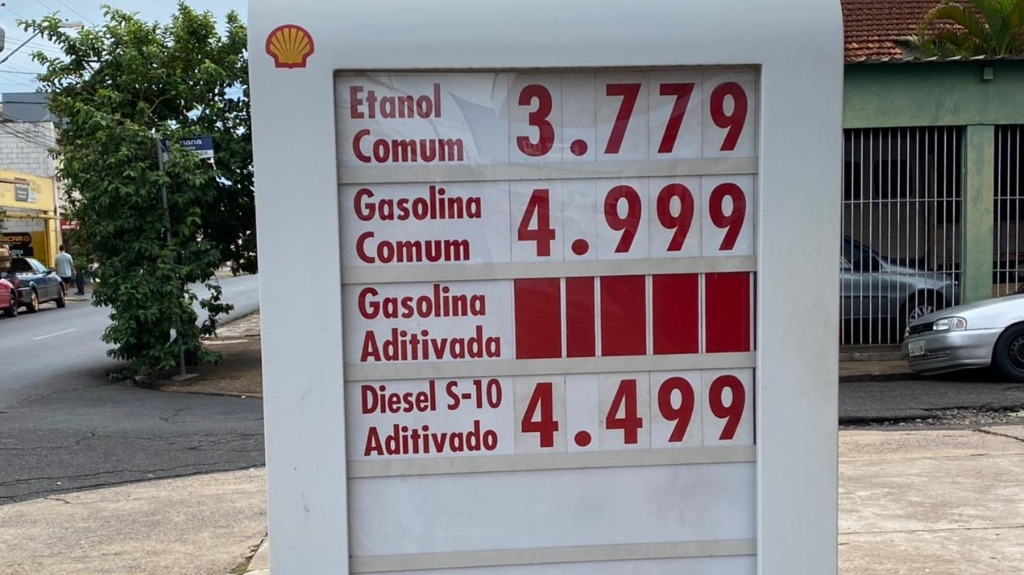 Etanol
Comum
3.779
Gasolina
Comum
4.999
Gasolina
Aditivada
Diesel S-10
Aditivado
4.499